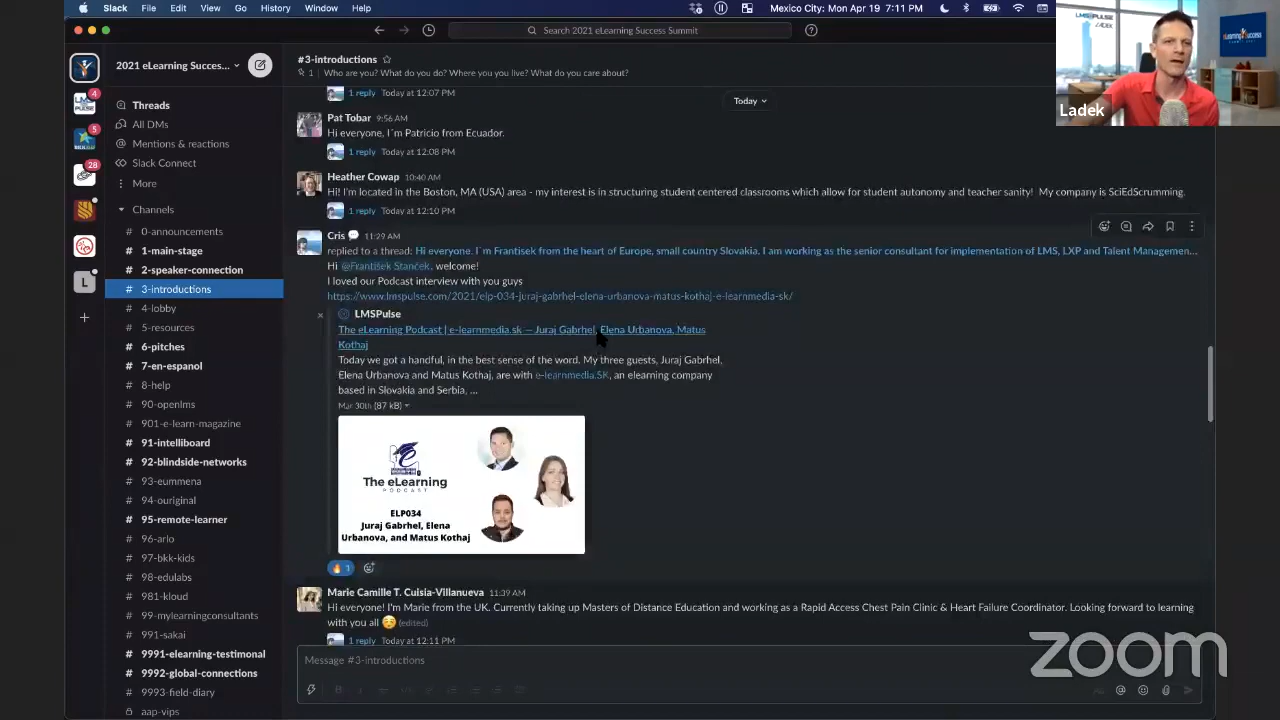 Slack File Edit View Go History Window Help
Mexico City: Mon Apr 19 7:11 PM
Search 2021 eLearning Success Summit
LMSPULSE
LADEK
eLearning Success
Ladek
2021 eLearning Succes...
4
5
28
L
Threads
All DMs
Mentions & reactions
Slack Connect
More
Channels
# 0-announcements
# 1-main-stage
# 2-speaker-connection
# 3-introductions
# 4-lobby
# 5-resources
# 6-pitches
# 7-en-espanol
# 8-help
# 90-openlms
# 901-e-learn-magazine
# 91-intelliboard
# 92-blindside-networks
# 93-eummena
# 94-ouriginal
# 95-remote-learner
# 96-arlo
# 97-bkk-kids
# 98-edulabs
# 981-kloud
# 99-mylearningconsultants
# 991-sakai
# 9991-elearning-testimonal
# 9992-global-connections
# 9993-field-diary
aap-vips
#3-introductions
1 Who are you? What do you do? Where you you live? What do you care about?
1 reply Today at 12:07 PM
Today
Pat Tobar 9:56 AM
Hi everyone, I´m Patricio from Ecuador.
1 reply Today at 12:08 PM
Heather Cowap 10:40 AM
Hi! I'm located in the Boston, MA (USA) area - my interest is in structuring student centered classrooms which allow for student autonomy and teacher sanity! My company is SciEdScrumming.
1 reply Today at 12:10 PM
Cris 11:29 AM
replied to a thread: Hi everyone. I´m Frantisek from the heart of Europe, small country Slovakia. I am working as the senior consultant for implementation of LMS, LXP and Talent Managemen...
Hi @František Stanček, welcome!
I loved our Podcast interview with you guys
https://www.lmspulse.com/2021/elp-034-juraj-gabrhel-elena-urbanova-matus-kothaj-e-learnmedia-sk/
LMSPulse
The eLearning Podcast | e-learnmedia.sk — Juraj Gabrhel, Elena Urbanova, Matus
Kothaj
Today we got a handful, in the best sense of the word. My three guests, Juraj Gabrhel,
Elena Urbanova and Matus Kothaj, are with e-learnmedia.SK, an elearning company
based in Slovakia and Serbia, ...
Mar 30th (87 kB)
The eLearning
PODCAST
ELP034
Juraj Gabrhel, Elena
Urbanova, and Matus Kothaj
1
Marie Camille T. Cuisia-Villanueva 11:39 AM
Hi everyone! I'm Marie from the UK. Currently taking up Masters of Distance Education and working as a Rapid Access Chest Pain Clinic & Heart Failure Coordinator. Looking forward to learning
with you all (edited)
1 reply Today at 12:11 PM
Message #3-introductions
zoom